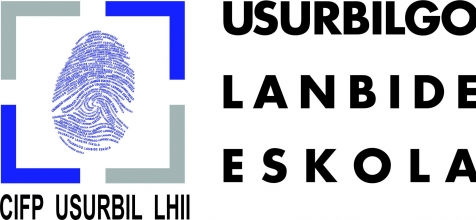 USURBILGO
LANBIDE
ESKOLA
CIFP USURBIL LHII